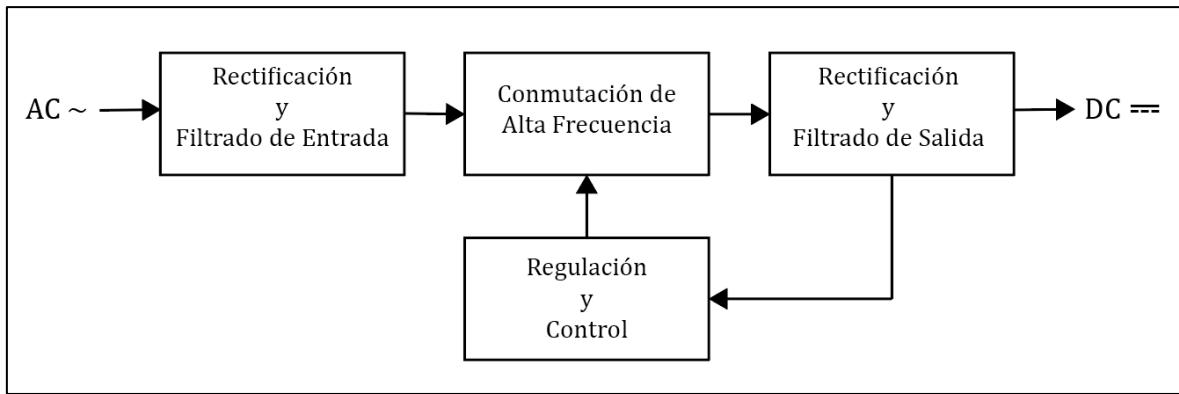 AC ~
Rectificación
y
Filtrado de Entrada
Conmutación de
Alta Frecuencia
Rectificación
y
Filtrado de Salida
DC ⎓
Regulación
y
Control